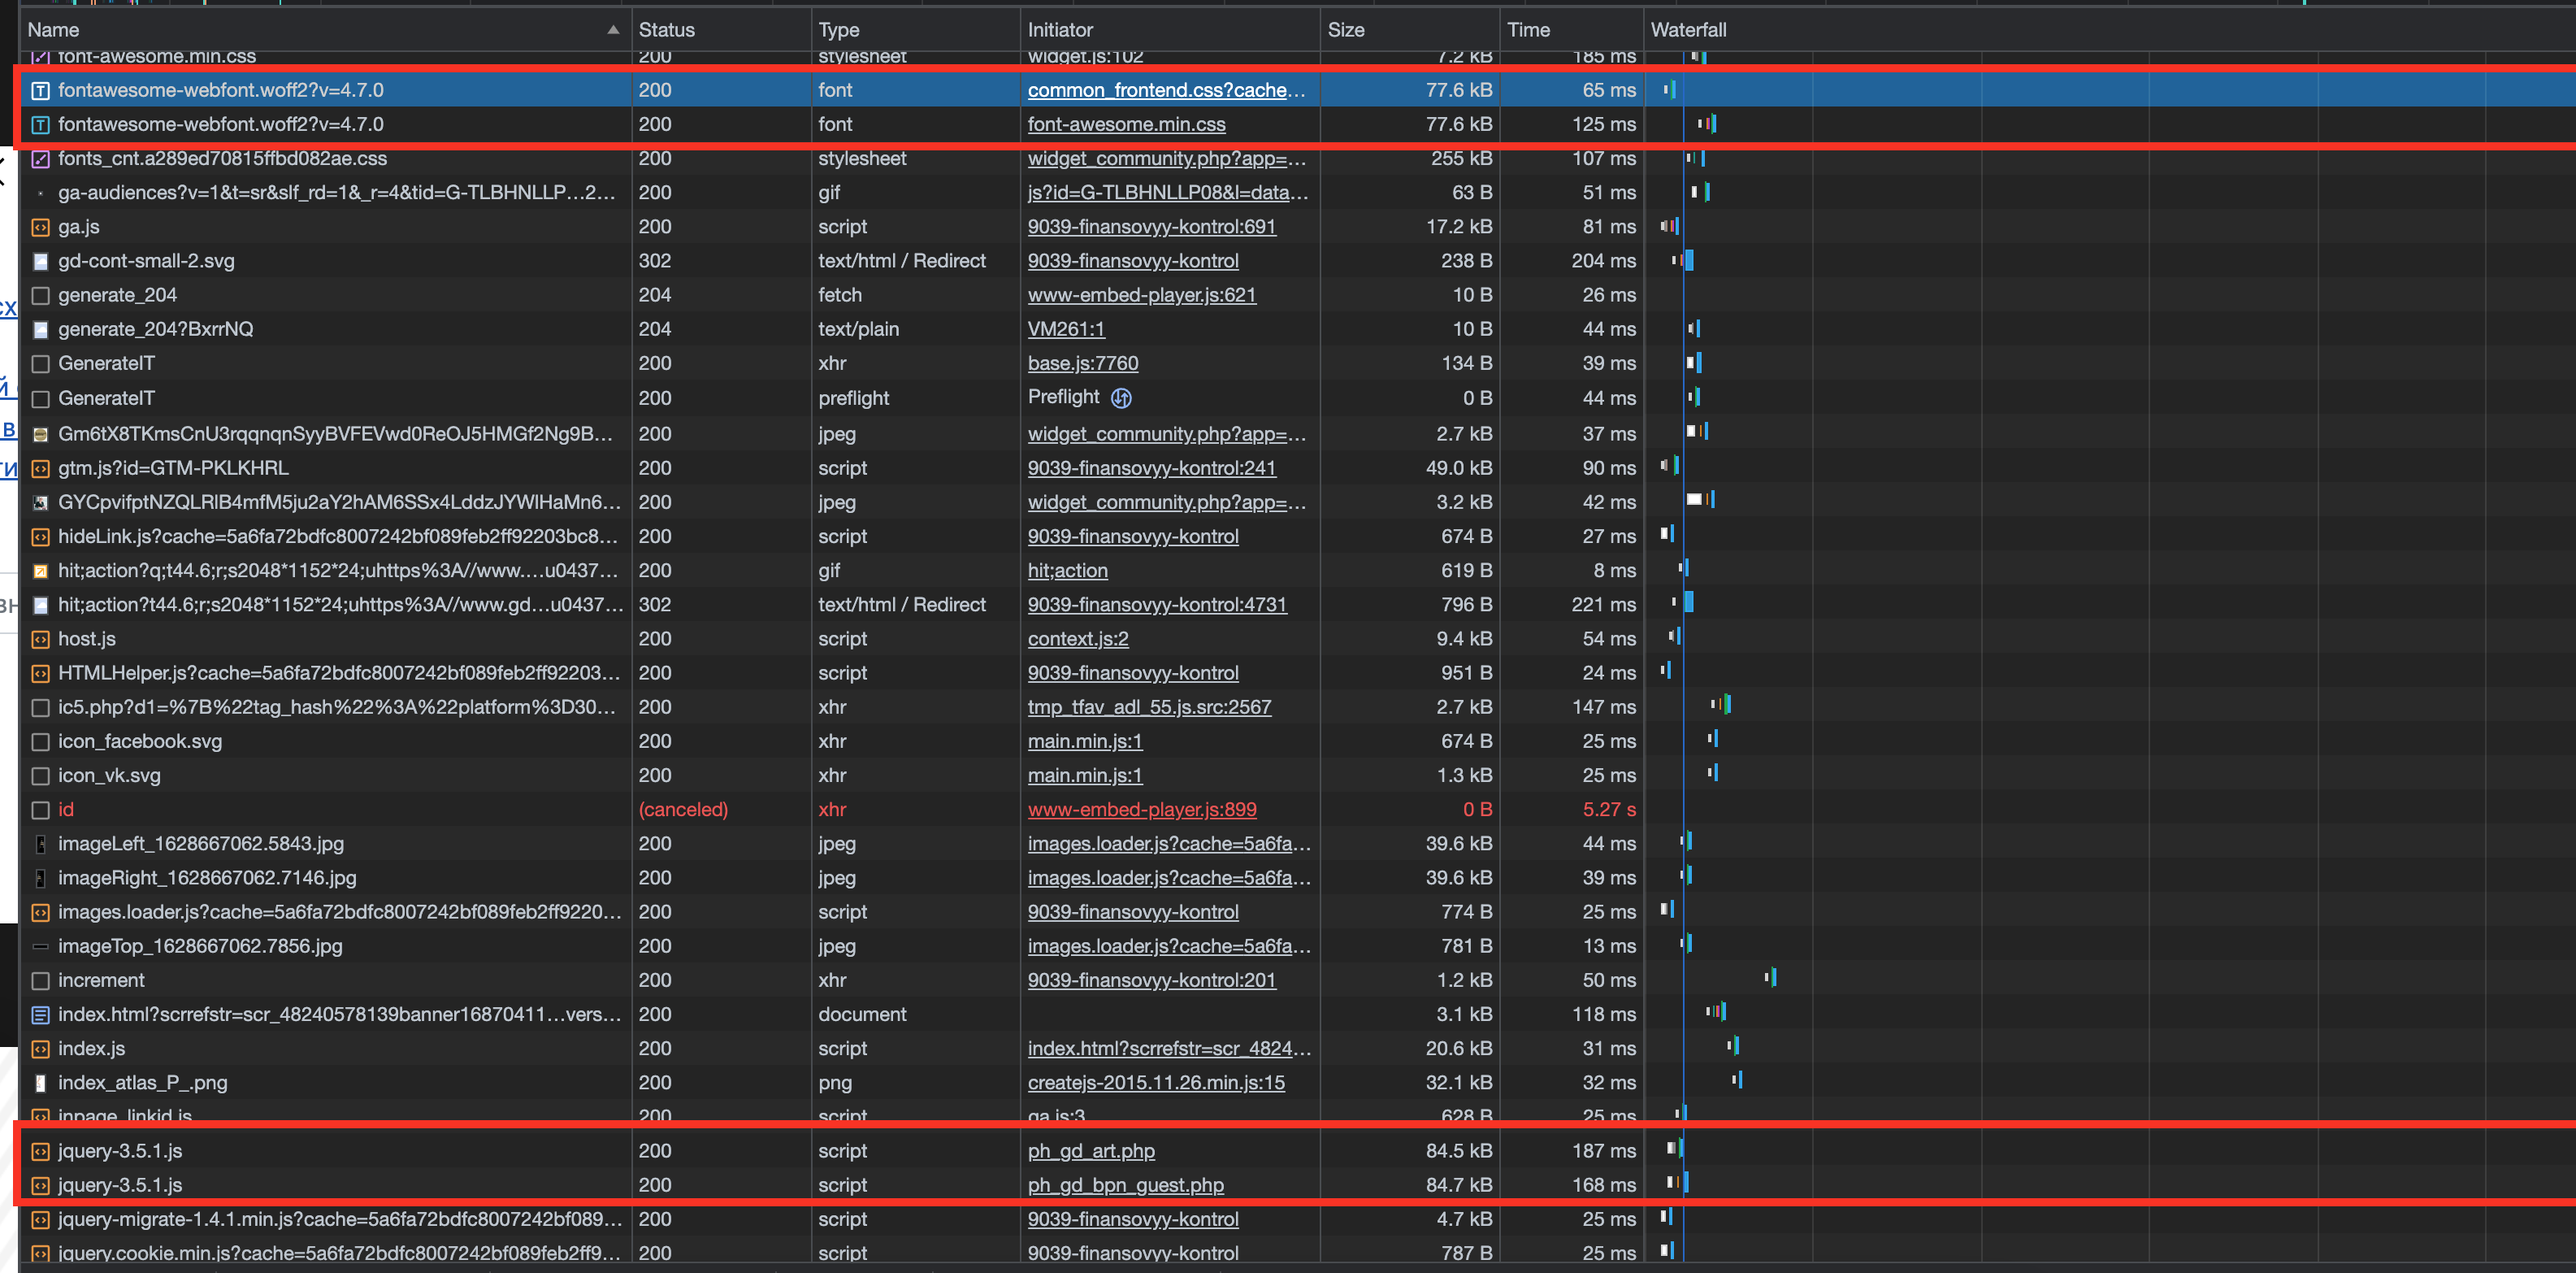 Name Status Type Initiator Size Time Waterfall
font-awesome.min.css 200 stylesheet widget.js:102 7.2 kB 185 ms
fontawesome-webfont.woff2?v=4.7.0 200 font common_frontend.css?cache... 77.6 kB 65 ms
fontawesome-webfont.woff2?v=4.7.0 200 font font-awesome.min.css 77.6 kB 125 ms
fonts_cnt.a289ed70815ffbd082ae.css 200 stylesheet widget_community.php?app=... 255 kB 107 ms
ga-audiences?v=1&t=sr&slf_rd=1&_r=4&tid=G-TLBHNLLP...2... 200 gif js?id=G-TLBHNLLP08&l=data... 63 B 51 ms
ga.js 200 script 9039-finansovyy-kontrol:691 17.2 kB 81 ms
gd-cont-small-2.svg 302 text/html / Redirect 9039-finansovyy-kontrol 238 B 204 ms
generate_204 204 fetch www-embed-player.js:621 10 B 26 ms
generate_204?BxrrNQ 204 text/plain VM261:1 10 B 44 ms
GenerateIT 200 xhr base.js:7760 134 B 39 ms
GenerateIT 200 preflight Preflight 0 B 44 ms
Gm6tX8TKmsCnU3rqqnqnSyyBVFEVwd0ReOJ5HMGf2Ng9B... 200 jpeg widget_community.php?app=... 2.7 kB 37 ms
gtm.js?id=GTM-PKLKHRL 200 script 9039-finansovyy-kontrol:241 49.0 kB 90 ms
GYCpvifptNZQLRlB4mfM5ju2aY2hAM6SSx4LddzJYWlHaMn6... 200 jpeg widget_community.php?app=... 3.2 kB 42 ms
hideLink.js?cache=5a6fa72bdfc8007242bf089feb2ff92203bc8... 200 script 9039-finansovyy-kontrol 674 B 27 ms
hit;action?q;t44.6;r;s2048*1152*24;uhttps%3A//www....u0437... 200 gif hit;action 619 B 8 ms
hit;action?t44.6;r;s2048*1152*24;uhttps%3A//www.gd...u0437... 302 text/html / Redirect 9039-finansovyy-kontrol:4731 796 B 221 ms
host.js 200 script context.js:2 9.4 kB 54 ms
HTMLHelper.js?cache=5a6fa72bdfc8007242bf089feb2ff92203... 200 script 9039-finansovyy-kontrol 951 B 24 ms
ic5.php?d1=%7B%22tag_hash%22%3A%22platform%3D30... 200 xhr tmp_tfav_adl_55.js.src:2567 2.7 kB 147 ms
icon_facebook.svg 200 xhr main.min.js:1 674 B 25 ms
icon_vk.svg 200 xhr main.min.js:1 1.3 kB 25 ms
id (canceled) xhr www-embed-player.js:899 0 B 5.27 s
imageLeft_1628667062.5843.jpg 200 jpeg images.loader.js?cache=5a6fa... 39.6 kB 44 ms
imageRight_1628667062.7146.jpg 200 jpeg images.loader.js?cache=5a6fa... 39.6 kB 39 ms
images.loader.js?cache=5a6fa72bdfc8007242bf089feb2ff9220... 200 script 9039-finansovyy-kontrol 774 B 25 ms
imageTop_1628667062.7856.jpg 200 jpeg images.loader.js?cache=5a6fa... 781 B 13 ms
increment 200 xhr 9039-finansovyy-kontrol:201 1.2 kB 50 ms
index.html?scrrefstr=scr_48240578139banner16870411...vers... 200 document 3.1 kB 118 ms
index.js 200 script index.html?scrrefstr=scr_4824... 20.6 kB 31 ms
index_atlas_P_.png 200 png createjs-2015.11.26.min.js:15 32.1 kB 32 ms
inpage_linkid.js 200 script ga.js:3 628 B 25 ms
jquery-3.5.1.js 200 script ph_gd_art.php 84.5 kB 187 ms
jquery-3.5.1.js 200 script ph_gd_bpn_guest.php 84.7 kB 168 ms
jquery-migrate-1.4.1.min.js?cache=5a6fa72bdfc8007242bf089... 200 script 9039-finansovyy-kontrol 4.7 kB 25 ms
jquery.cookie.min.js?cache=5a6fa72bdfc8007242bf089feb2ff9... 200 script 9039-finansovyy-kontrol 787 B 25 ms